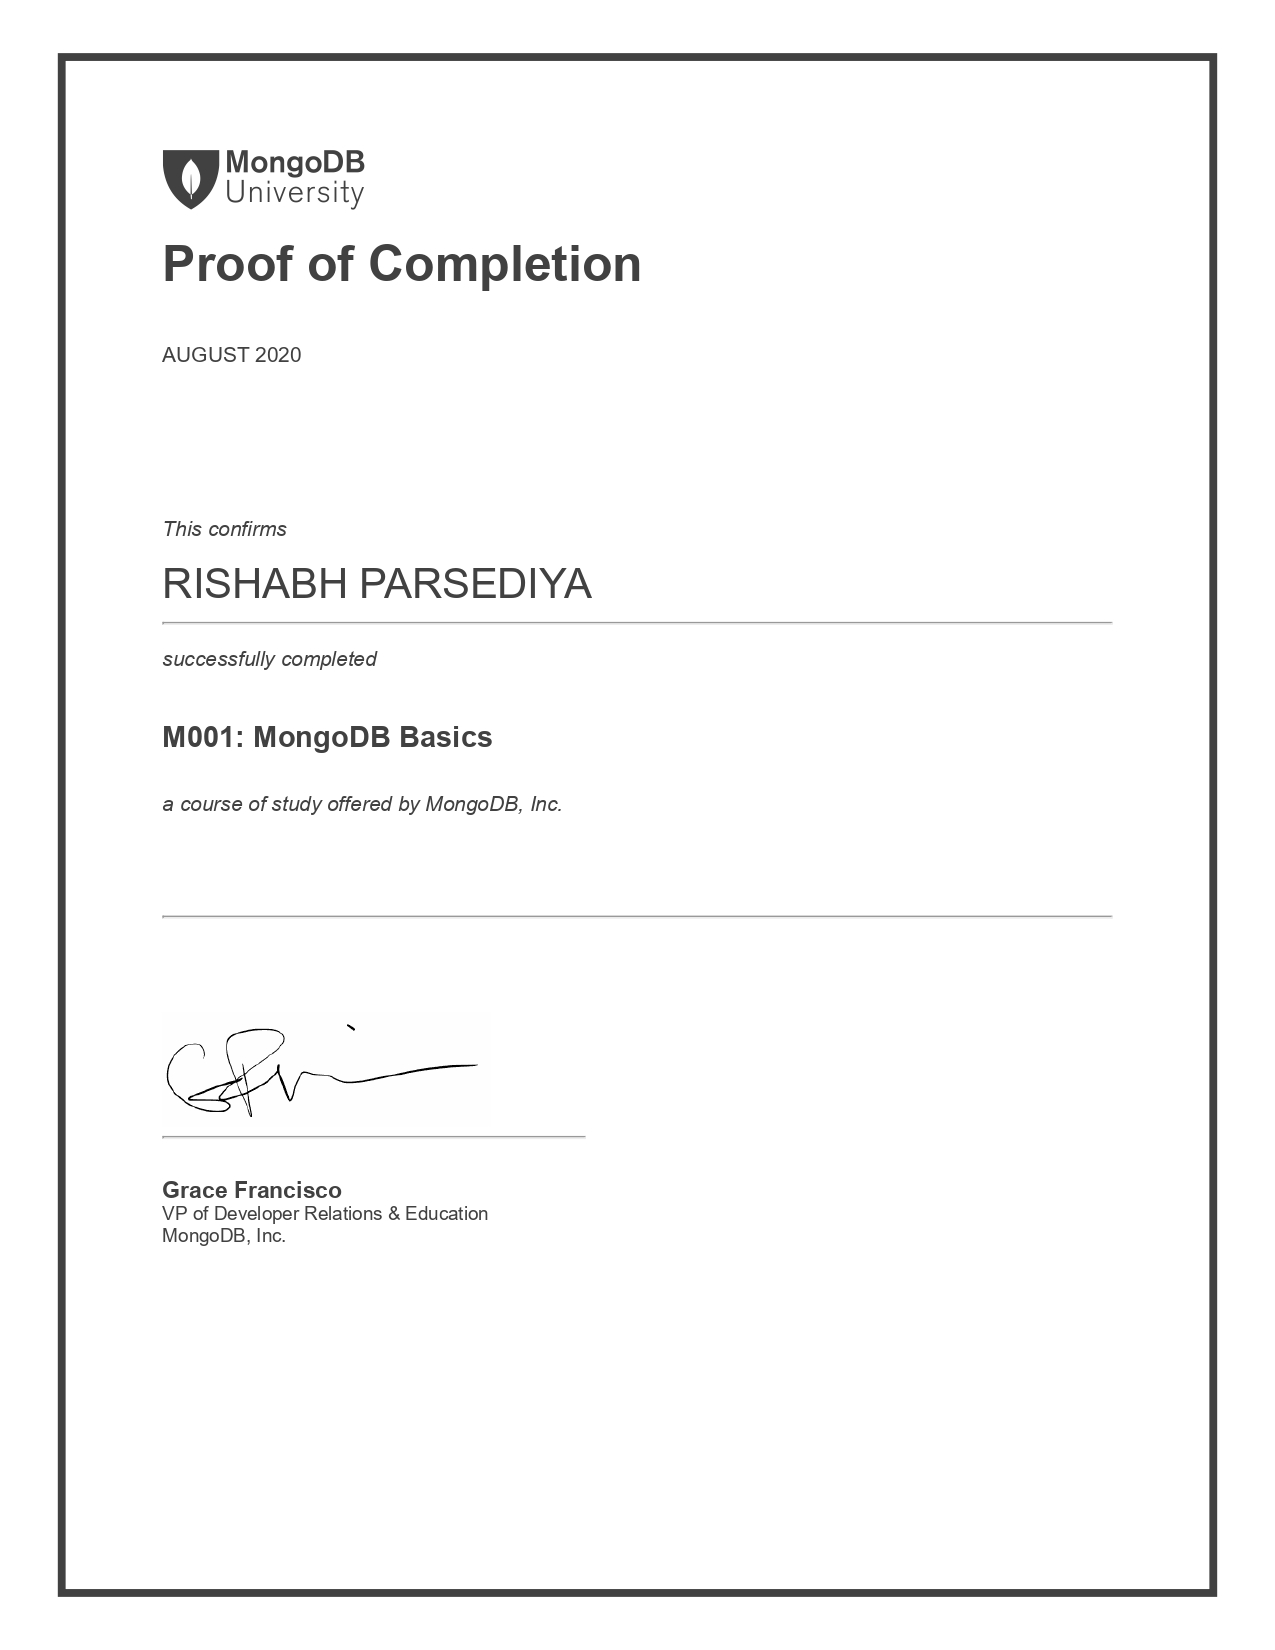 MongoDB
University
Proof of Completion
AUGUST 2020
This confirms
RISHABH PARSEDIYA
successfully completed
M001: MongoDB Basics
a course of study offered by MongoDB, Inc.
Grace Francisco
VP of Developer Relations & Education
MongoDB, Inc.